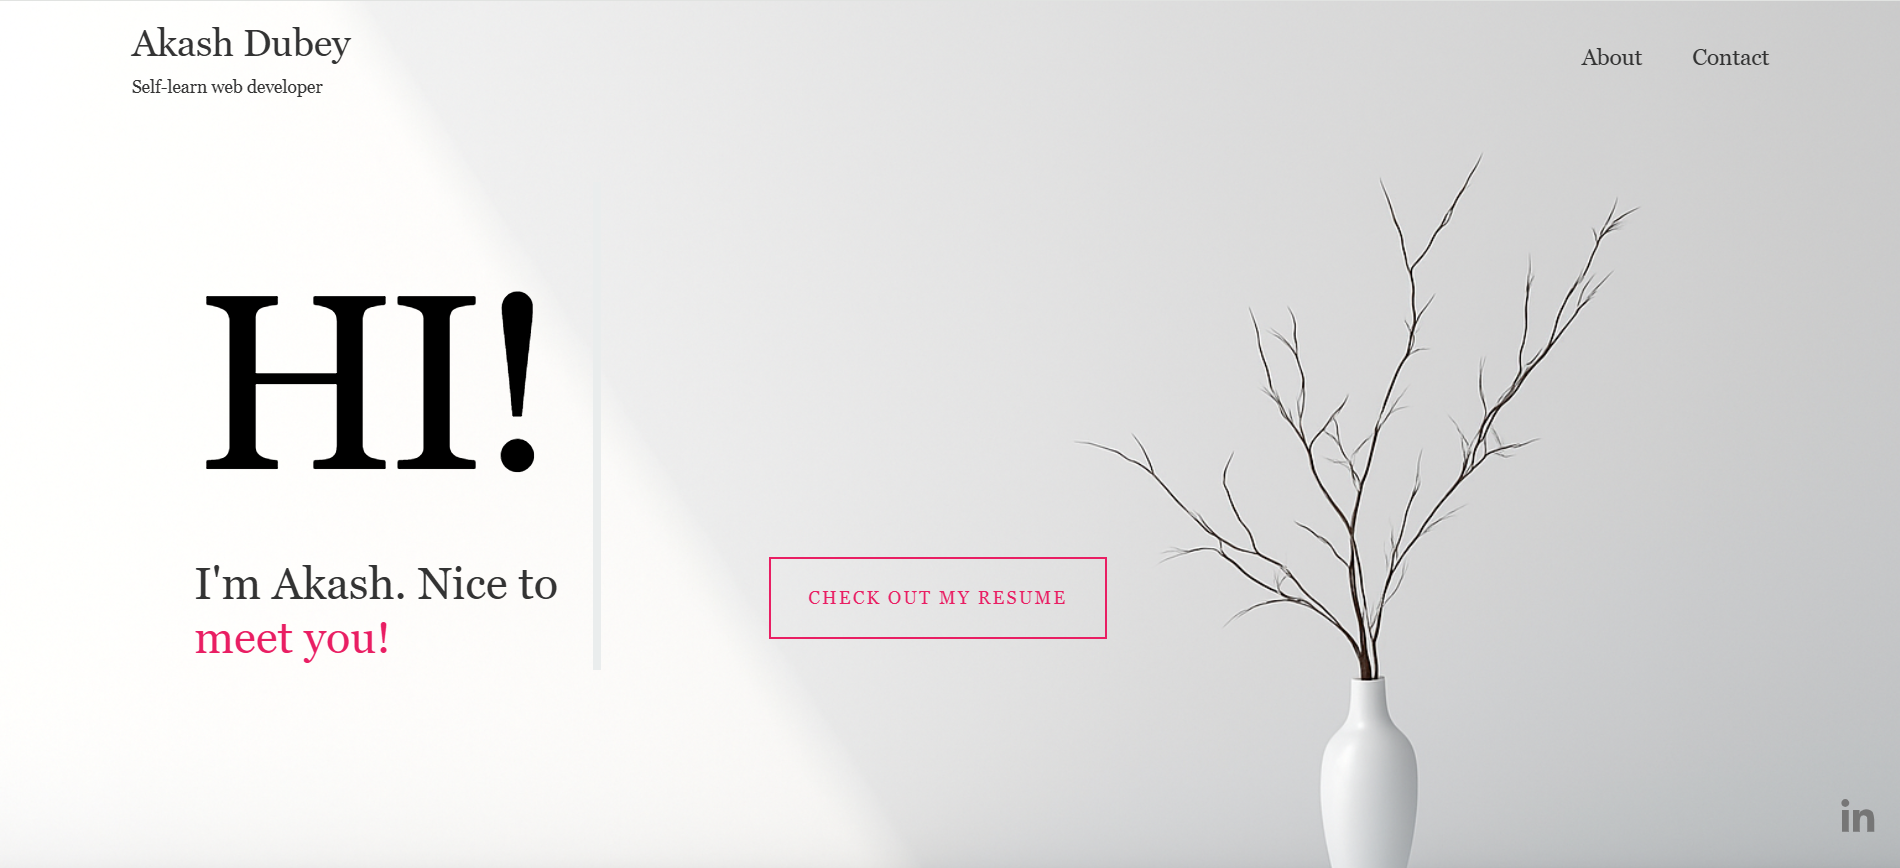 Akash Dubey
Self-learn web developer
About
Contact
HI!
I'm Akash. Nice to
meet you!
CHECK OUT MY RESUME
in